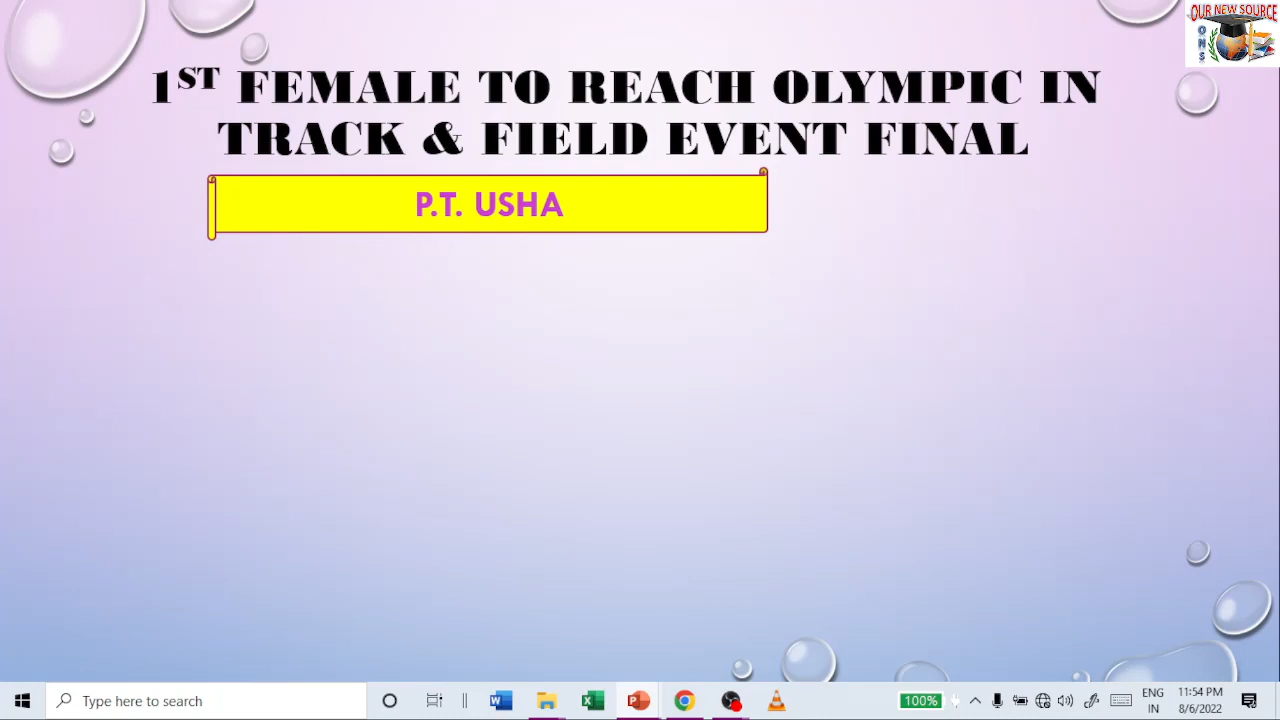 OUR NEW SOURCE
ONS
1ST FEMALE TO REACH OLYMPIC IN
TRACK & FIELD EVENT FINAL
P.T. USHA
Type here to search
100%
ENG
IN
11:54 PM
8/6/2022